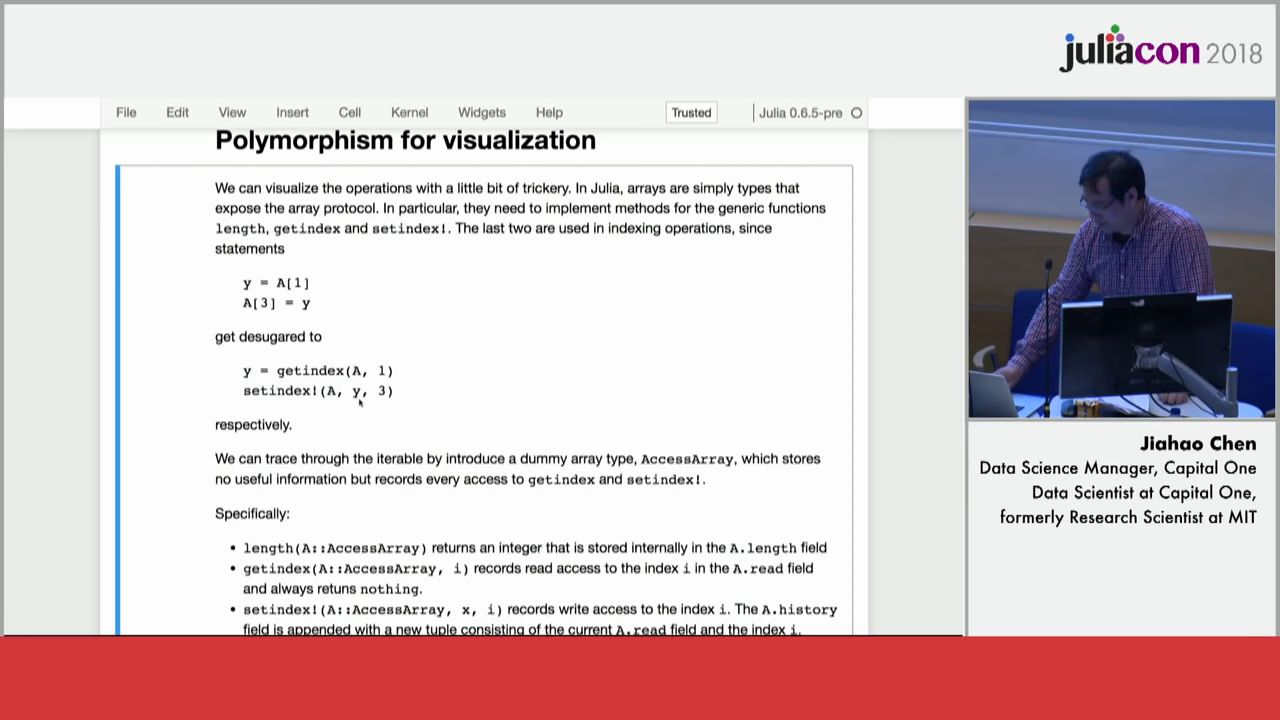 juliacon 2018
File Edit View Insert Cell Kernel Widgets Help Trusted Julia 0.6.5-pre
Polymorphism for visualization
We can visualize the operations with a little bit of trickery. In Julia, arrays are simply types that
expose the array protocol. In particular, they need to implement methods for the generic functions
length, getindex and setindex!. The last two are used in indexing operations, since
statements
y = A[1]
A[3] = y
get desugared to
y = getindex(A, 1)
setindex!(A, y, 3)
respectively.
We can trace through the iterable by introduce a dummy array type, AccessArray, which stores
no useful information but records every access to getindex and setindex!.
Specifically:
• length(A::AccessArray) returns an integer that is stored internally in the A.length field
• getindex(A::AccessArray, i) records read access to the index i in the A.read field
and always retuns nothing.
• setindex!(A::AccessArray, x, i) records write access to the index i. The A.history
field is appended with a new tuple consisting of the current A.read field and the index i.
Jiahao Chen
Data Science Manager, Capital One
Data Scientist at Capital One,
formerly Research Scientist at MIT